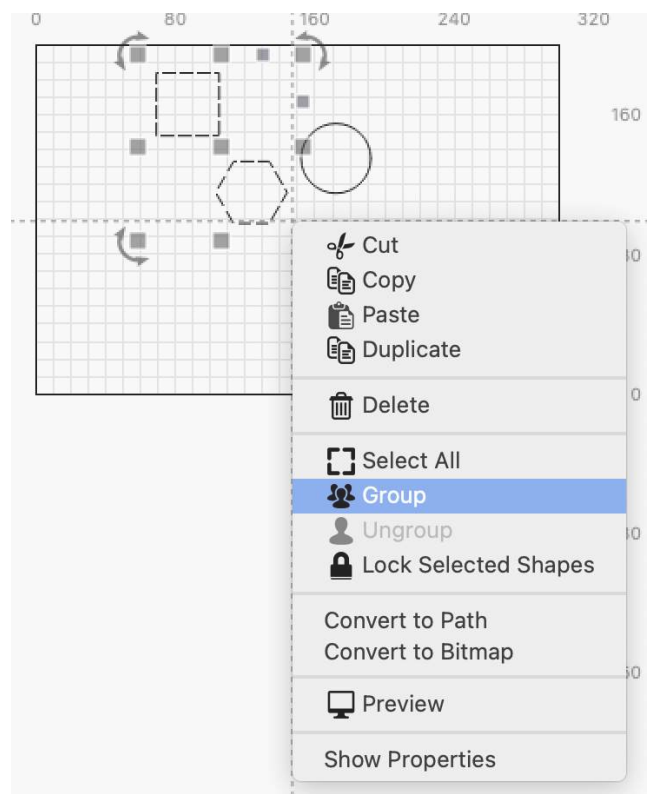 0 80 160 240 320
160
Cut
Copy
Paste
Duplicate
Delete
0
Select All
Group
Ungroup
Lock Selected Shapes
Convert to Path
Convert to Bitmap
Preview
Show Properties